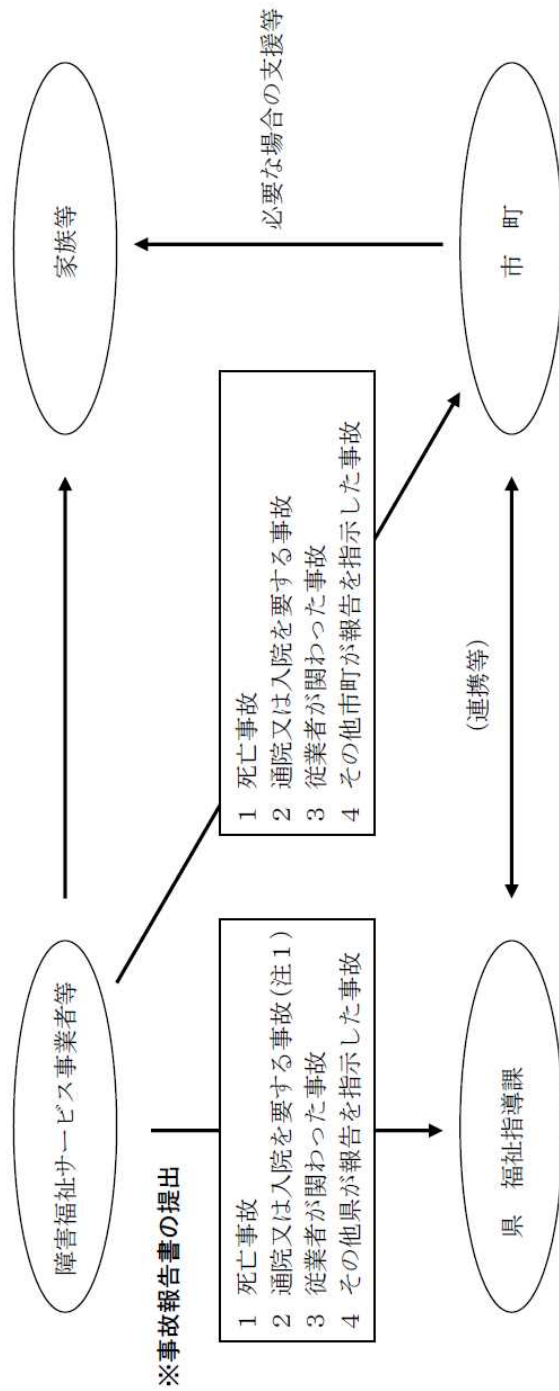 障害福祉サービス事業者等
家族等
※事故報告書の提出
1 死亡事故
2 通院又は入院を要する事故(注1)
3 従業者が関わった事故
4 その他県が報告を指示した事故
1 死亡事故
2 通院又は入院を要する事故
3 従業者が関わった事故
4 その他市町が報告を指示した事故
必要な場合の支援等
県 福祉指導課
(連携等)
市 町